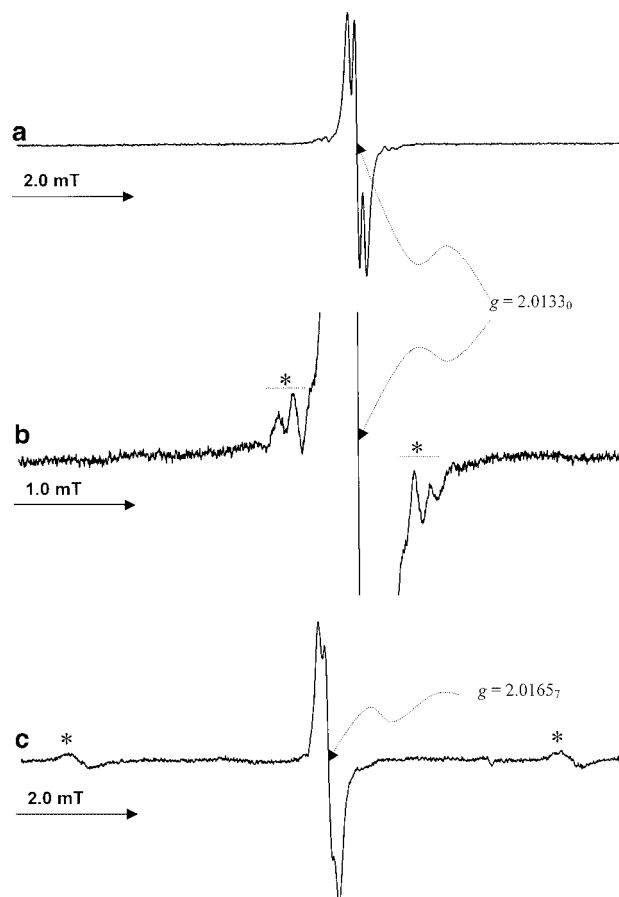 a
2.0 mT
g = 2.0133₀
*
*
b
1.0 mT
g = 2.0165₇
*
*
c
2.0 mT